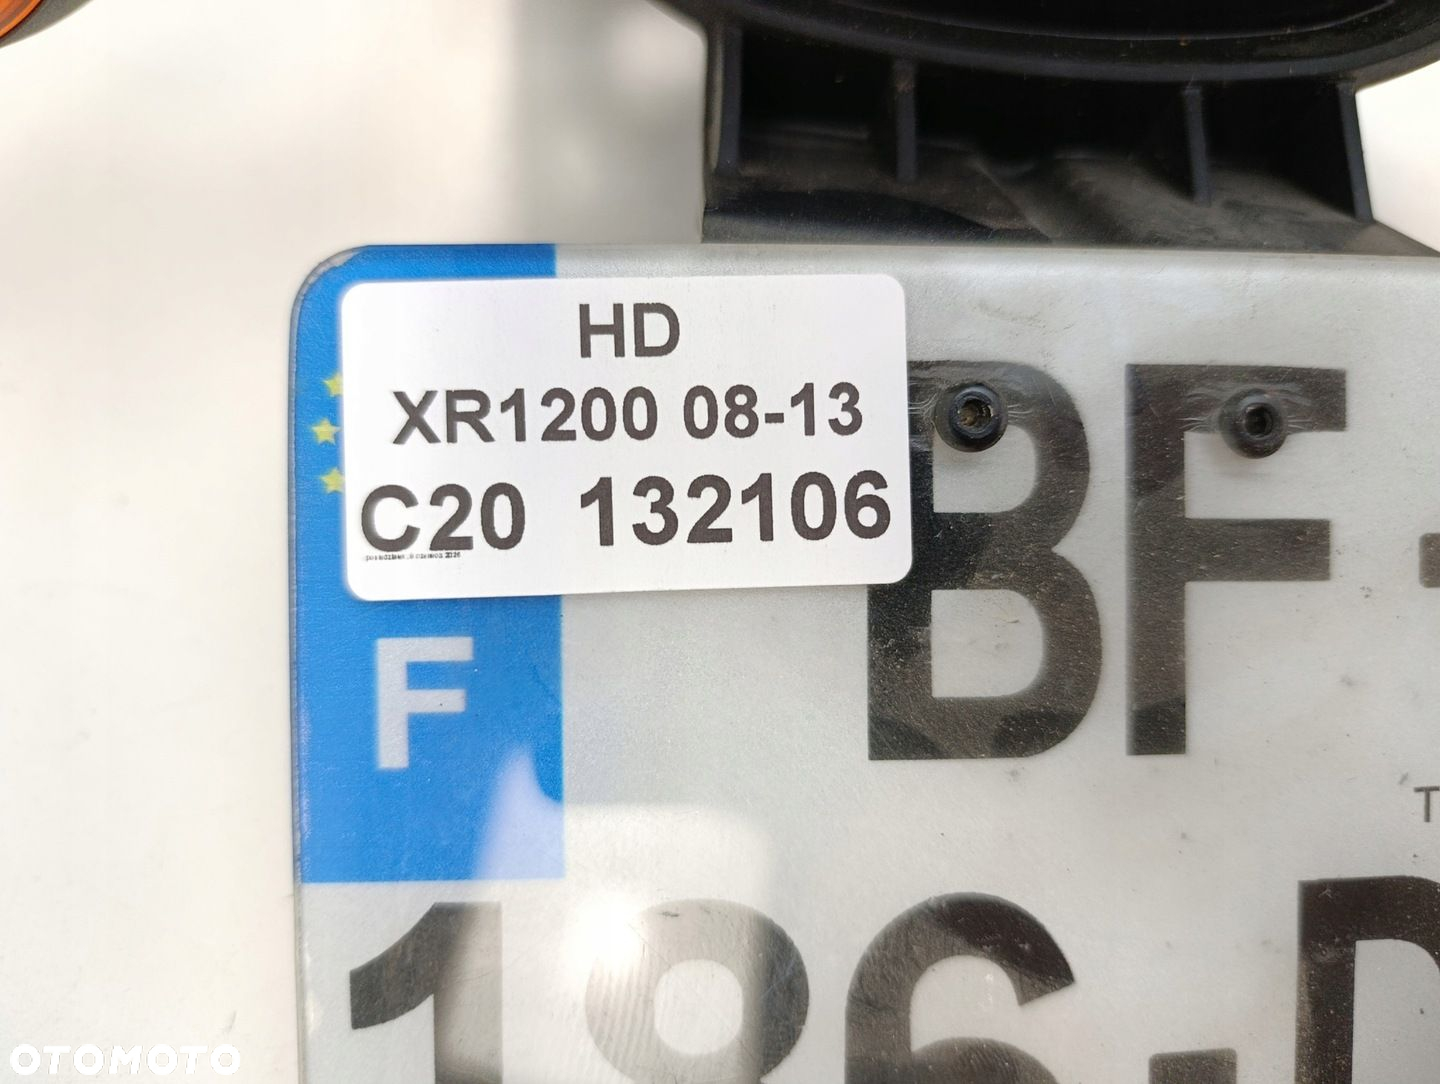 HD
XR1200 08-13
C20 132106
F
BF-
T
186-
OTOMOTO